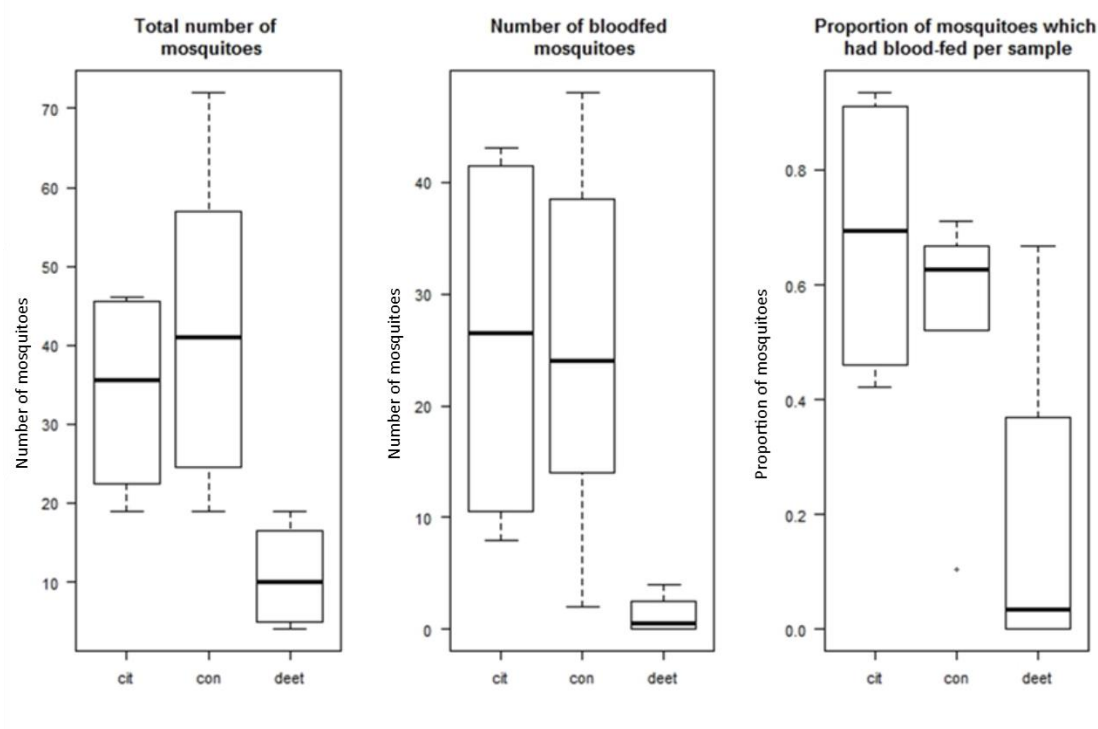 Total number of
mosquitoes
Number of mosquitoes
70
60
50
40
30
20
10
cit con deet
Number of bloodfed
mosquitoes
Number of mosquitoes
40
30
20
10
0
cit con deet
Proportion of mosquitoes which
had blood-fed per sample
Proportion of mosquitoes
0.8
0.6
0.4
0.2
0.0
cit con deet